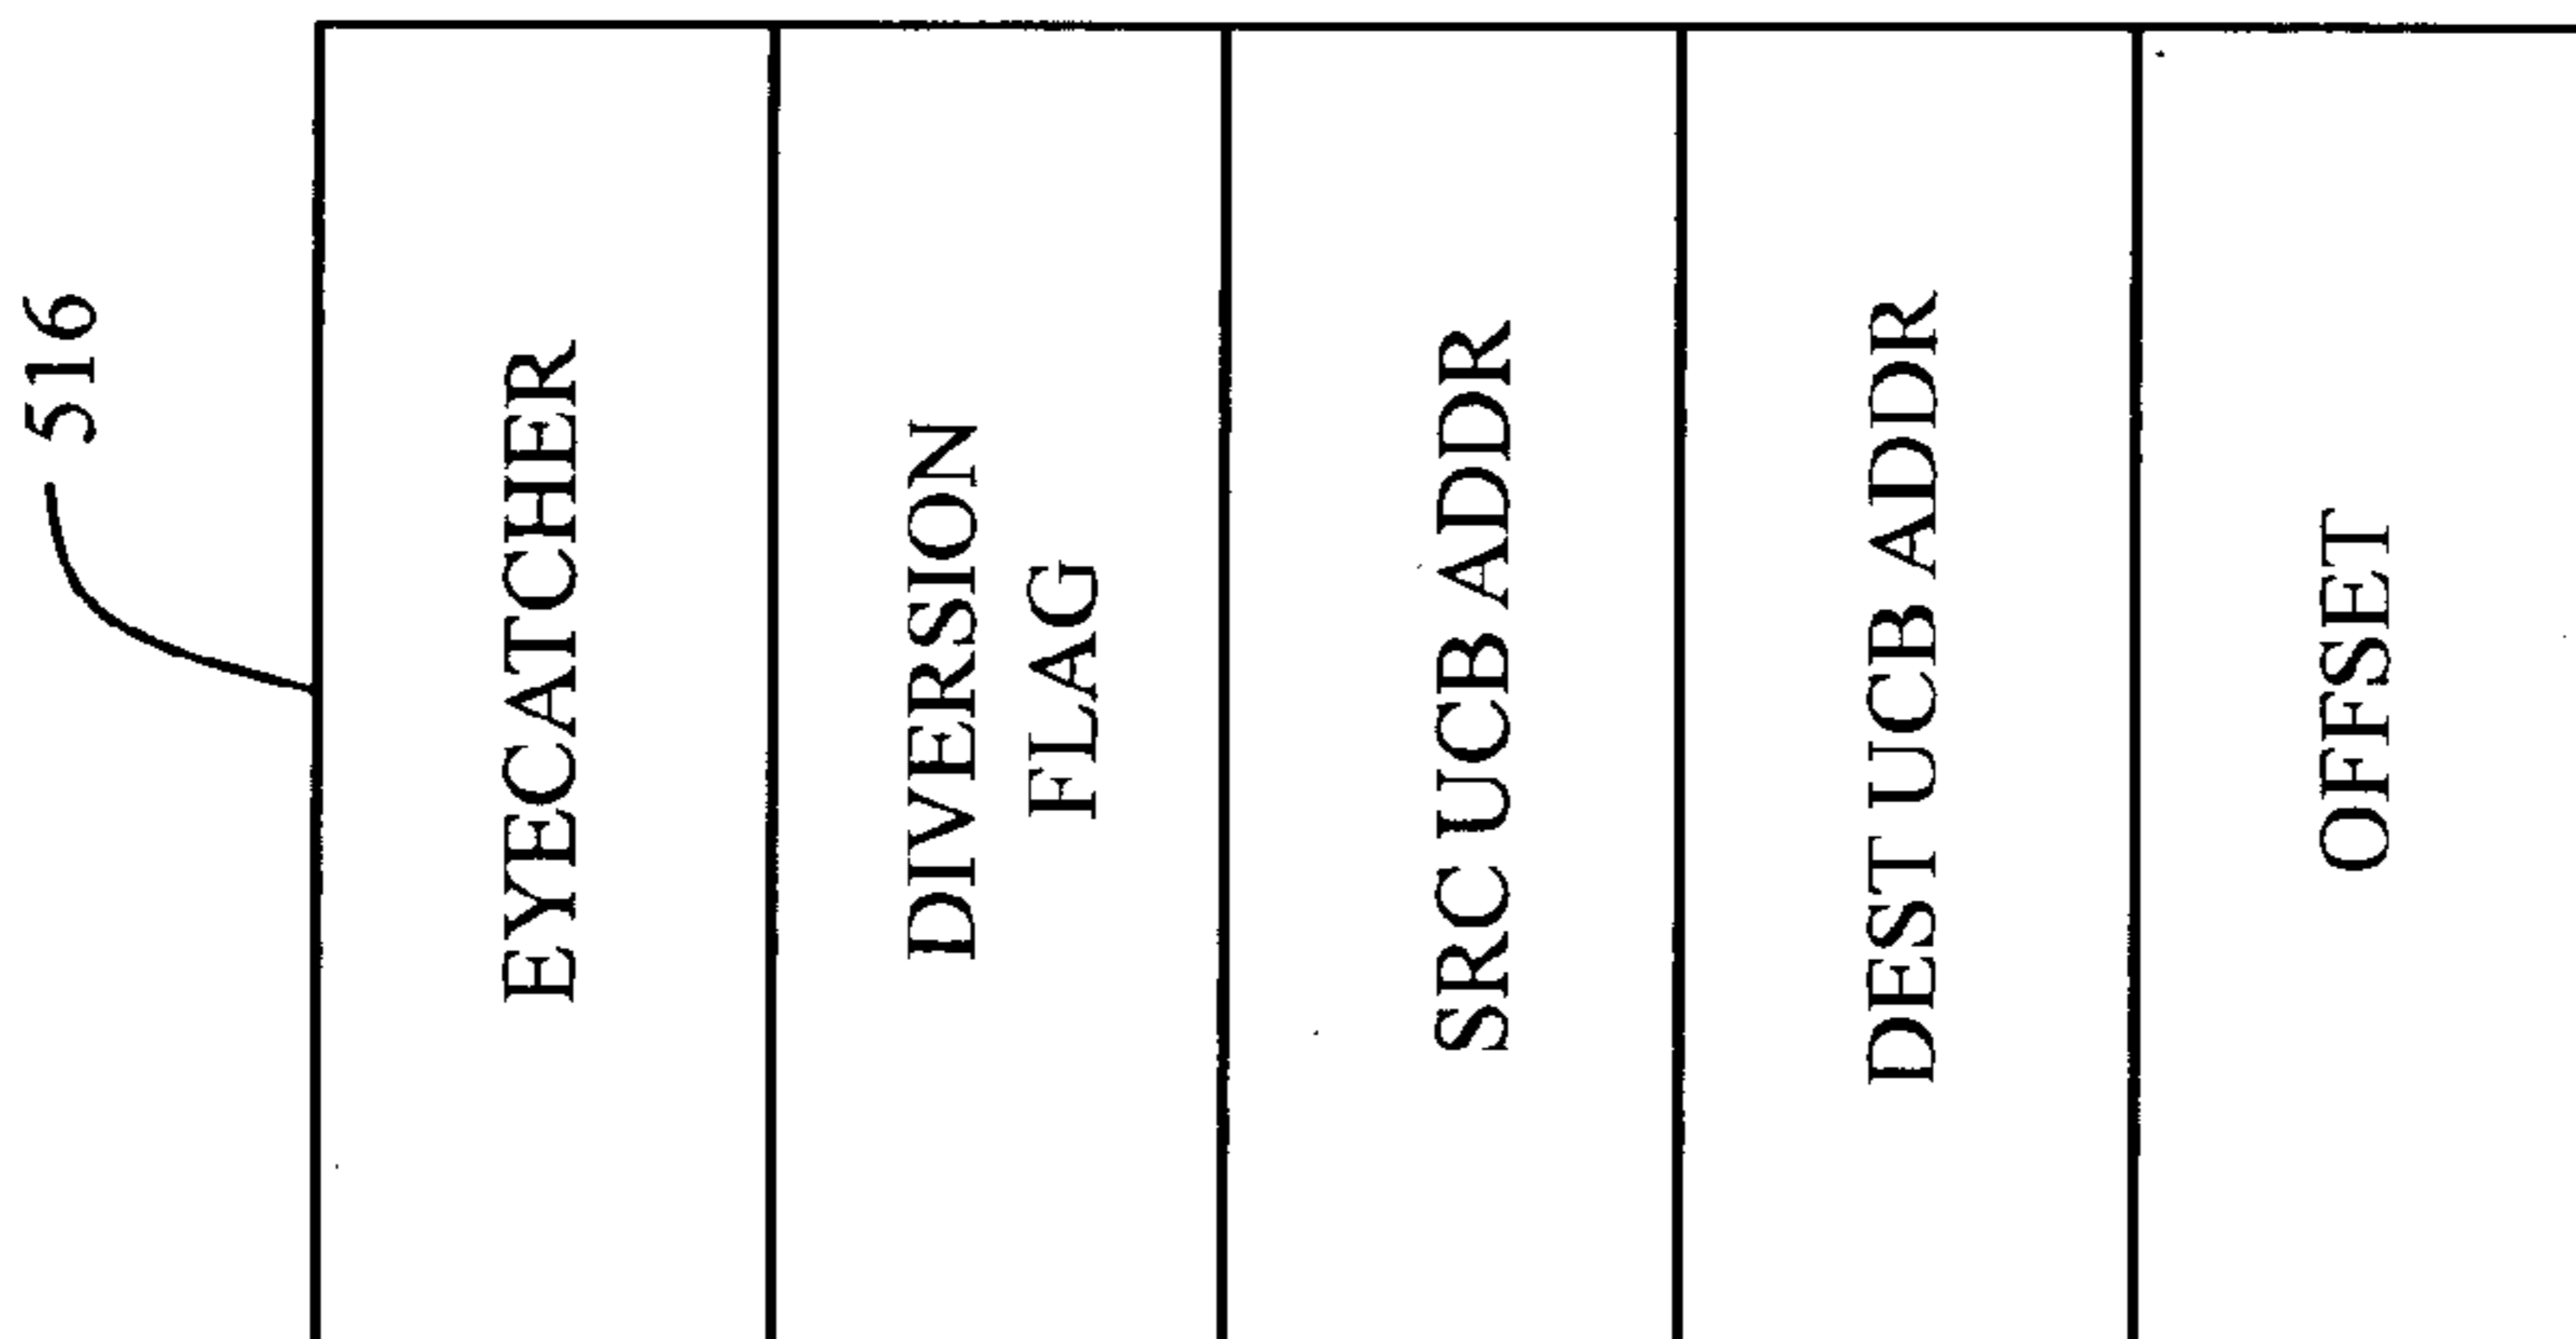 516
EYECATCHER
DIVERSION
FLAG
SRC UCB ADDR
DEST UCB ADDR
OFFSET